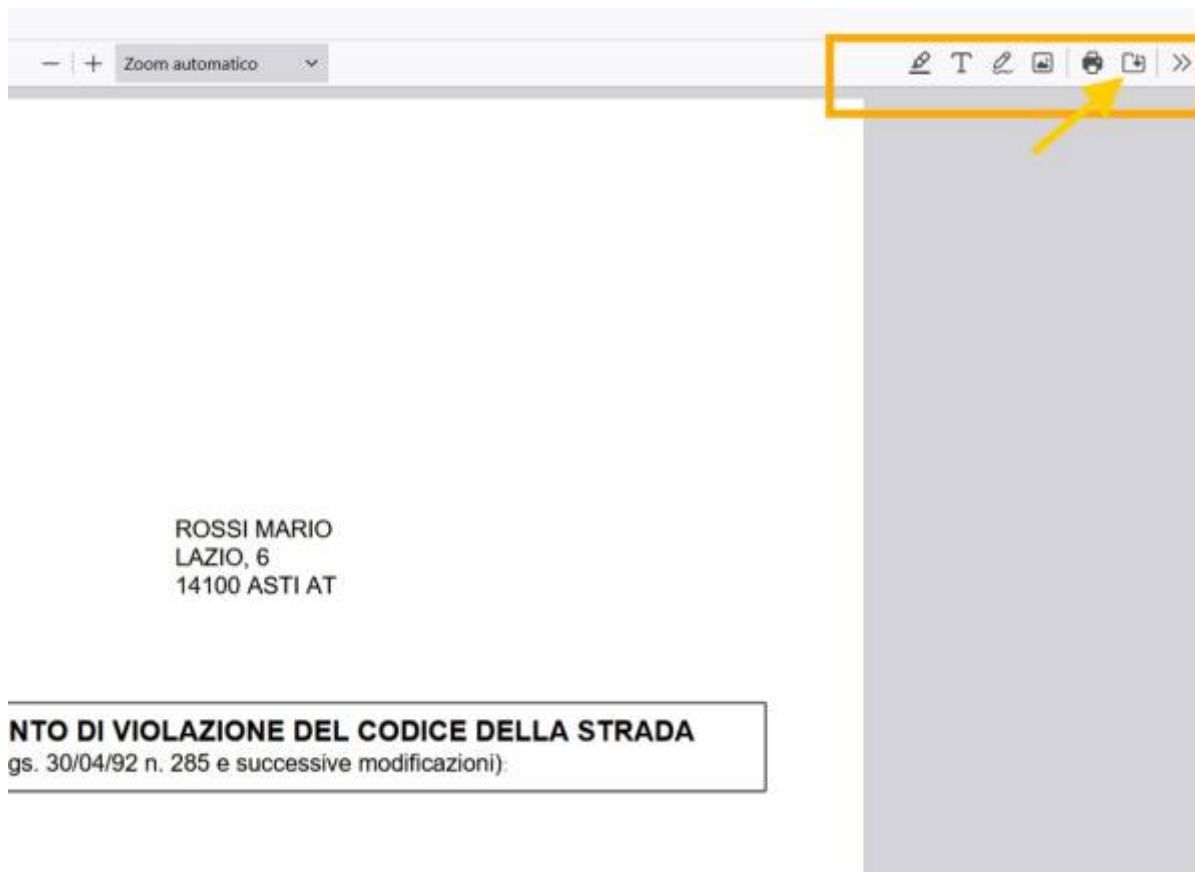 Zoom automatico
ROSSI MARIO
LAZIO, 6
14100 ASTI AT
NTO DI VIOLAZIONE DEL CODICE DELLA STRADA
gs. 30/04/92 n. 285 e successive modificazioni):